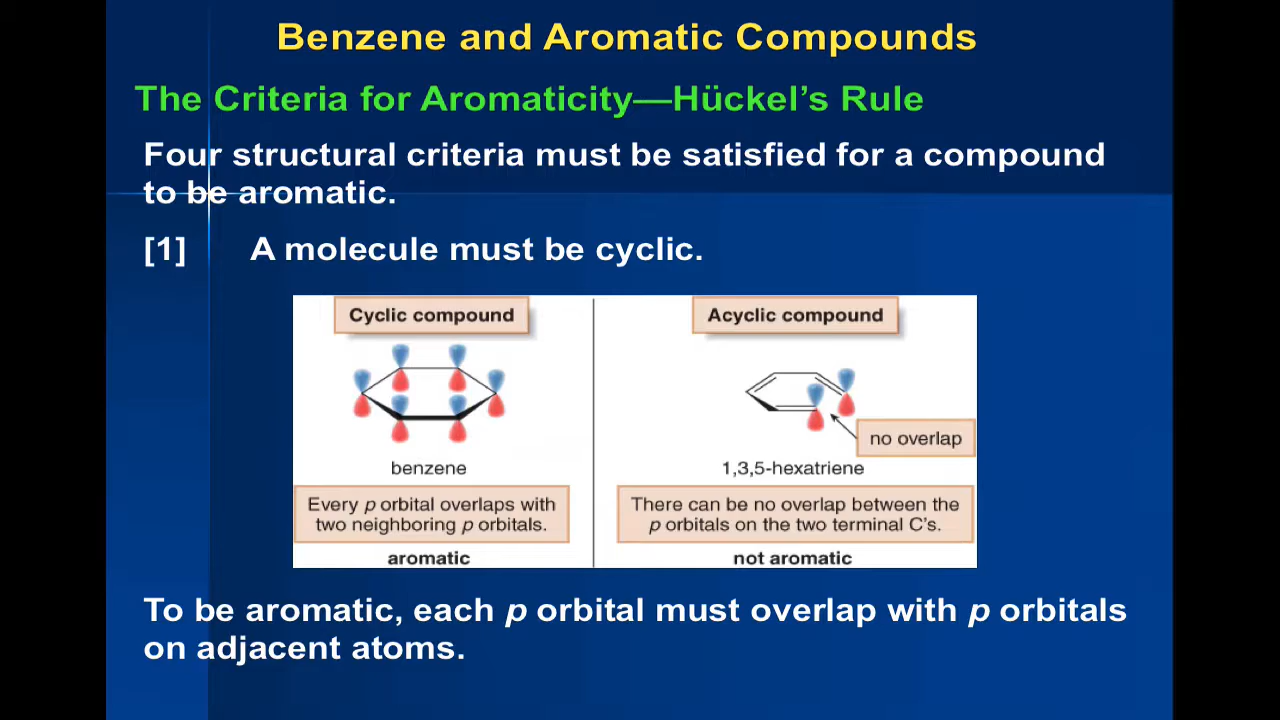 Benzene and Aromatic Compounds
The Criteria for Aromaticity—Hückel's Rule
Four structural criteria must be satisfied for a compound
to be aromatic.
[1] A molecule must be cyclic.
Cyclic compound
benzene
Every p orbital overlaps with
two neighboring p orbitals.
aromatic
Acyclic compound
no overlap
1,3,5-hexatriene
There can be no overlap between the
p orbitals on the two terminal C's.
not aromatic
To be aromatic, each p orbital must overlap with p orbitals
on adjacent atoms.